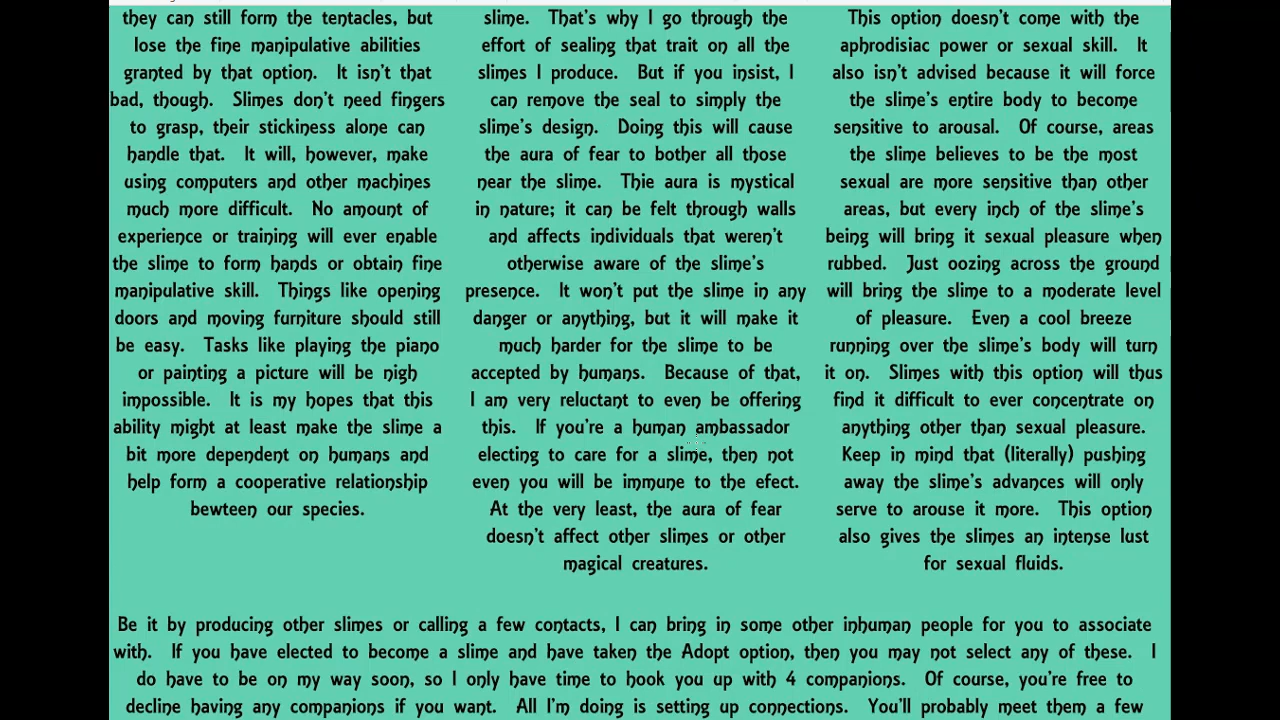 they can still form the tentacles, but
lose the fine manipulative abilities
granted by that option. It isn't that
bad, though. Slimes don't need fingers
to grasp, their stickiness alone can
handle that. It will, however, make
using computers and other machines
much more difficult. No amount of
experience or training will ever enable
the slime to form hands or obtain fine
manipulative skill. Things like opening
doors and moving furniture should still
be easy. Tasks like playing the piano
or painting a picture will be nigh
impossible. It is my hopes that this
ability might at least make the slime a
bit more dependent on humans and
help form a cooperative relationship
bewteen our species.
slime. That's why I go through the
effort of sealing that trait on all the
slimes I produce. But if you insist, I
can remove the seal to simply the
slime's design. Doing this will cause
the aura of fear to bother all those
near the slime. Thie aura is mystical
in nature; it can be felt through walls
and affects individuals that weren't
otherwise aware of the slime's
presence. It won't put the slime in any
danger or anything, but it will make it
much harder for the slime to be
accepted by humans. Because of that,
I am very reluctant to even be offering
this. If you're a human ambassador
electing to care for a slime, then not
even you will be immune to the efect.
At the very least, the aura of fear
doesn't affect other slimes or other
magical creatures.
This option doesn't come with the
aphrodisiac power or sexual skill. It
also isn't advised because it will force
the slime's entire body to become
sensitive to arousal. Of course, areas
the slime believes to be the most
sexual are more sensitive than other
areas, but every inch of the slime's
being will bring it sexual pleasure when
rubbed. Just oozing across the ground
will bring the slime to a moderate level
of pleasure. Even a cool breeze
running over the slime's body will turn
it on. Slimes with this option will thus
find it difficult to ever concentrate on
anything other than sexual pleasure.
Keep in mind that (literally) pushing
away the slime's advances will only
serve to arouse it more. This option
also gives the slimes an intense lust
for sexual fluids.
Be it by producing other slimes or calling a few contacts, I can bring in some other inhuman people for you to associate
with. If you have elected to become a slime and have taken the Adopt option, then you may not select any of these. I
do have to be on my way soon, so I only have time to hook you up with 4 companions. Of course, you're free to
decline having any companions if you want. All I'm doing is setting up connections. You'll probably meet them a few